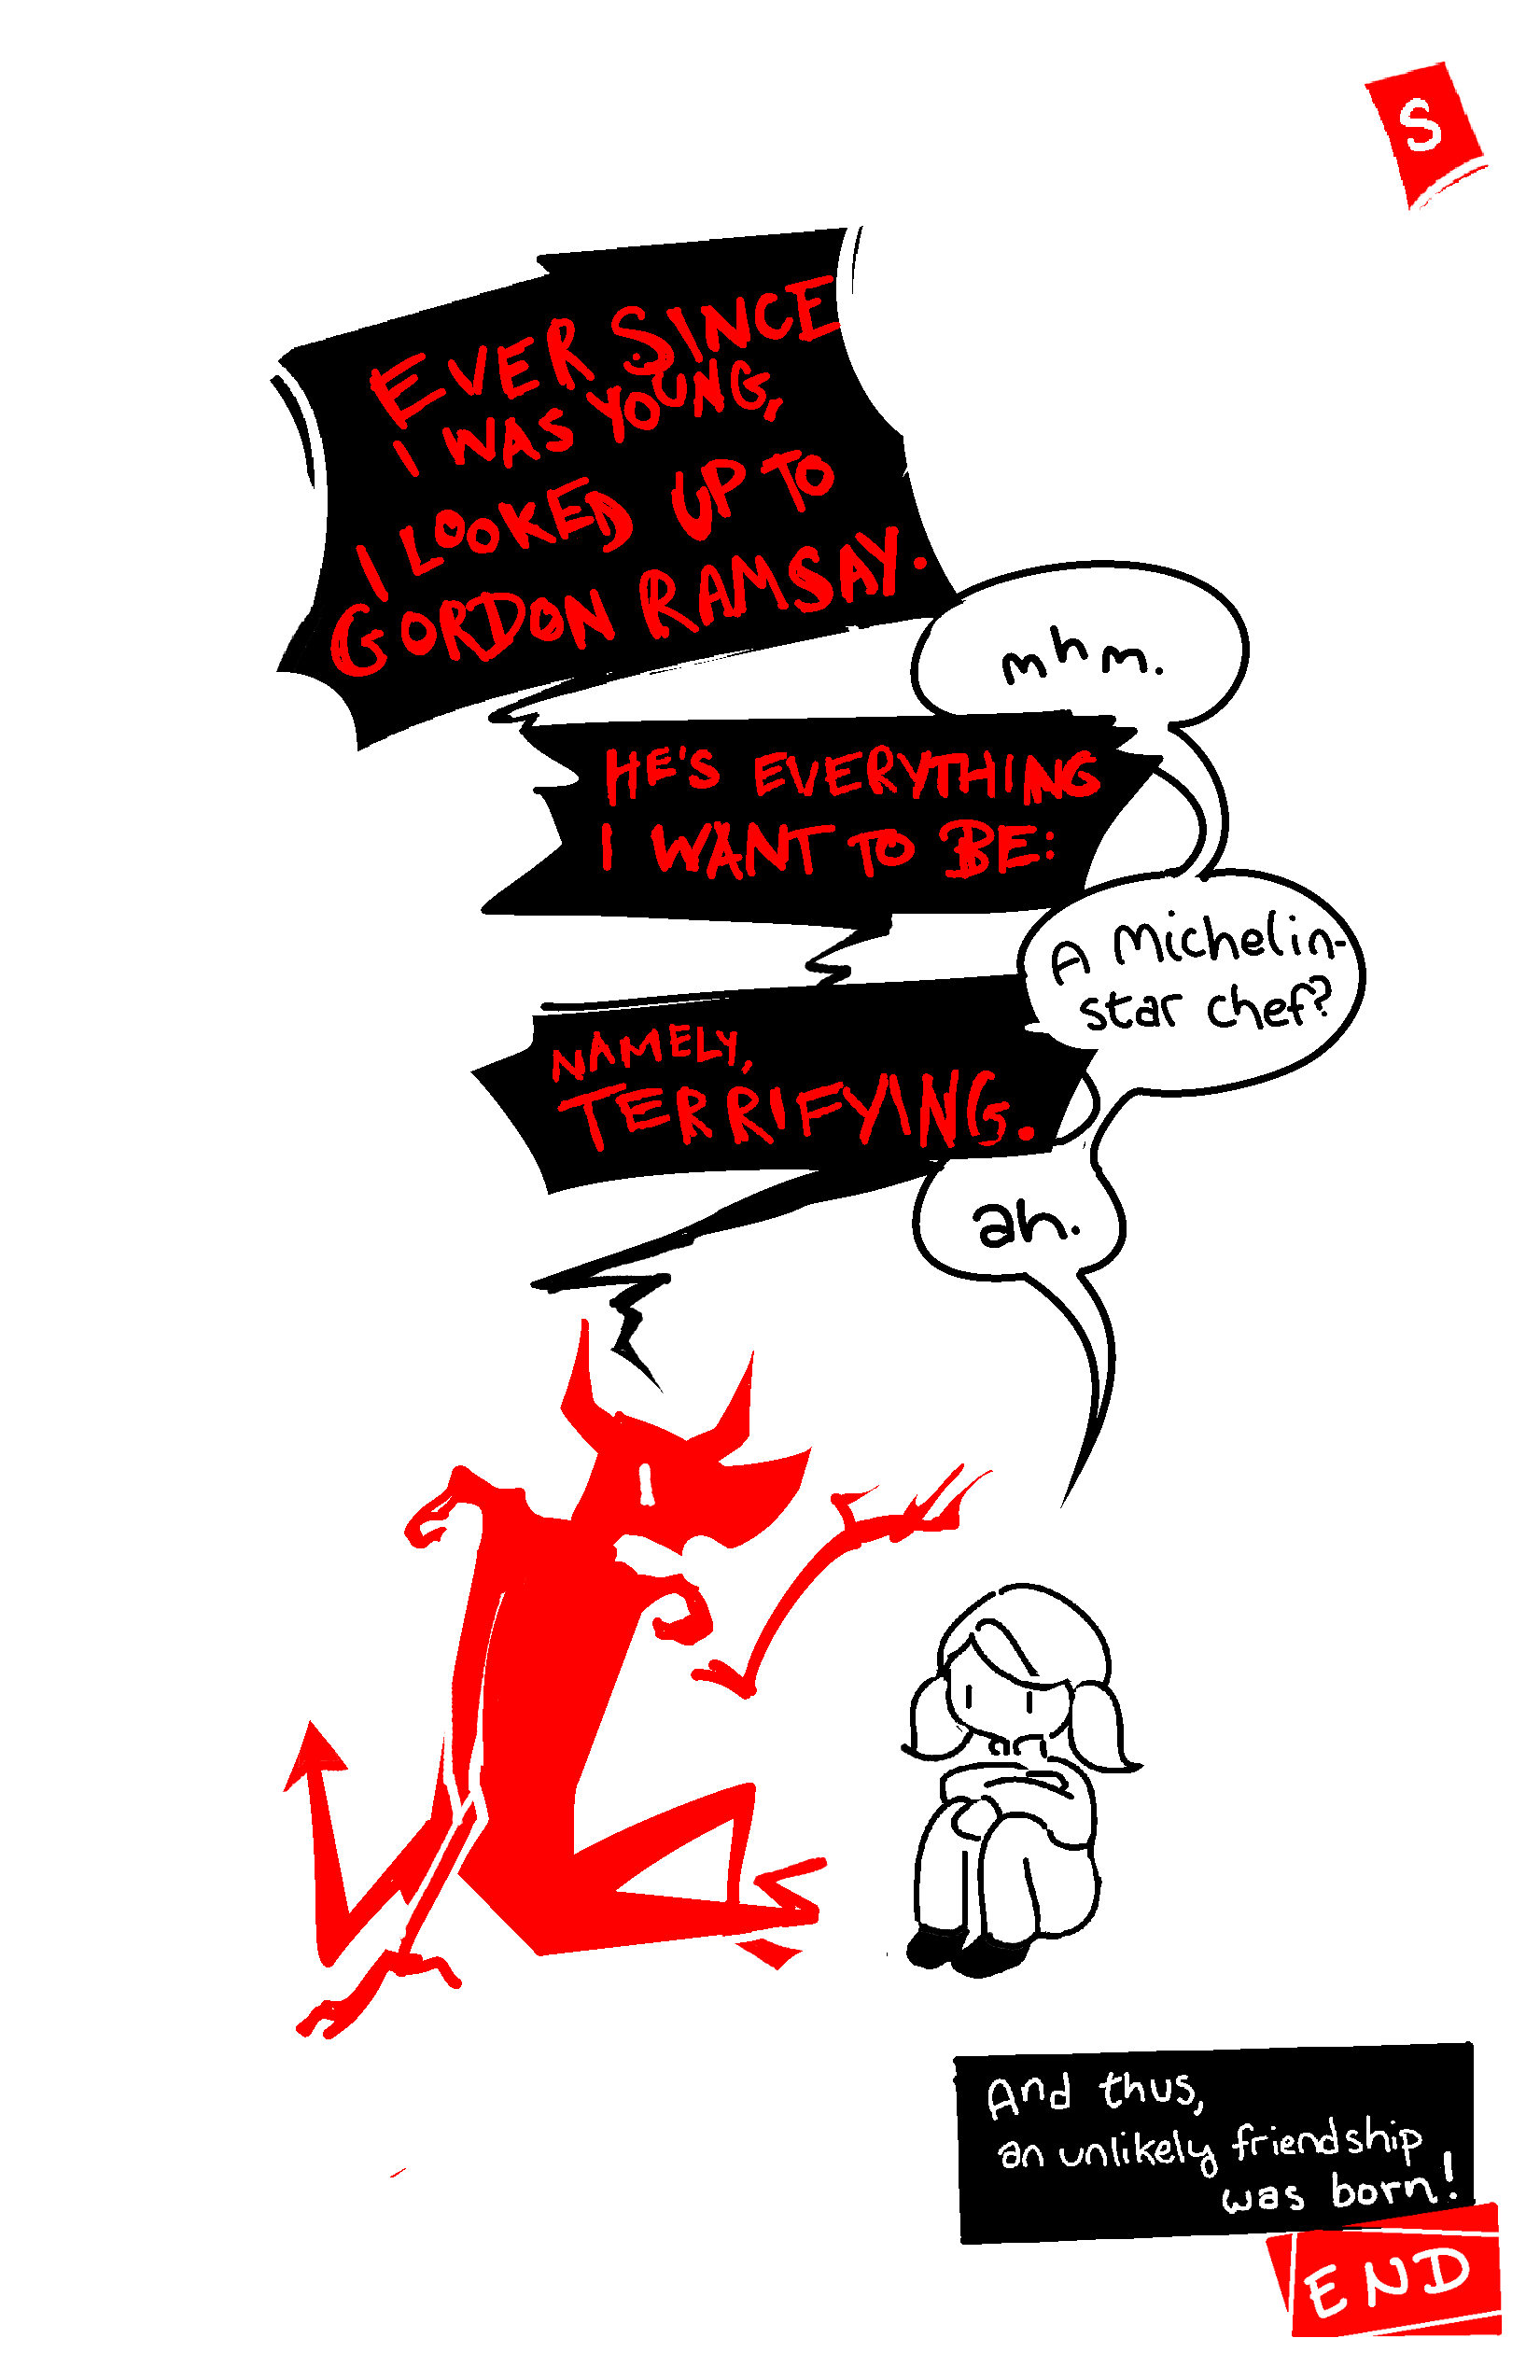 S
EVER SINCE
I WAS YOUNG,
I LOOKED UP TO
GORDON RAMSAY.
mhm.
HE'S EVERYTHING
I WANT TO BE:
A Michelin-
star chef?
NAMELY,
TERRIFYING.
ah.
And thus,
an unlikely friendship
was born!
END